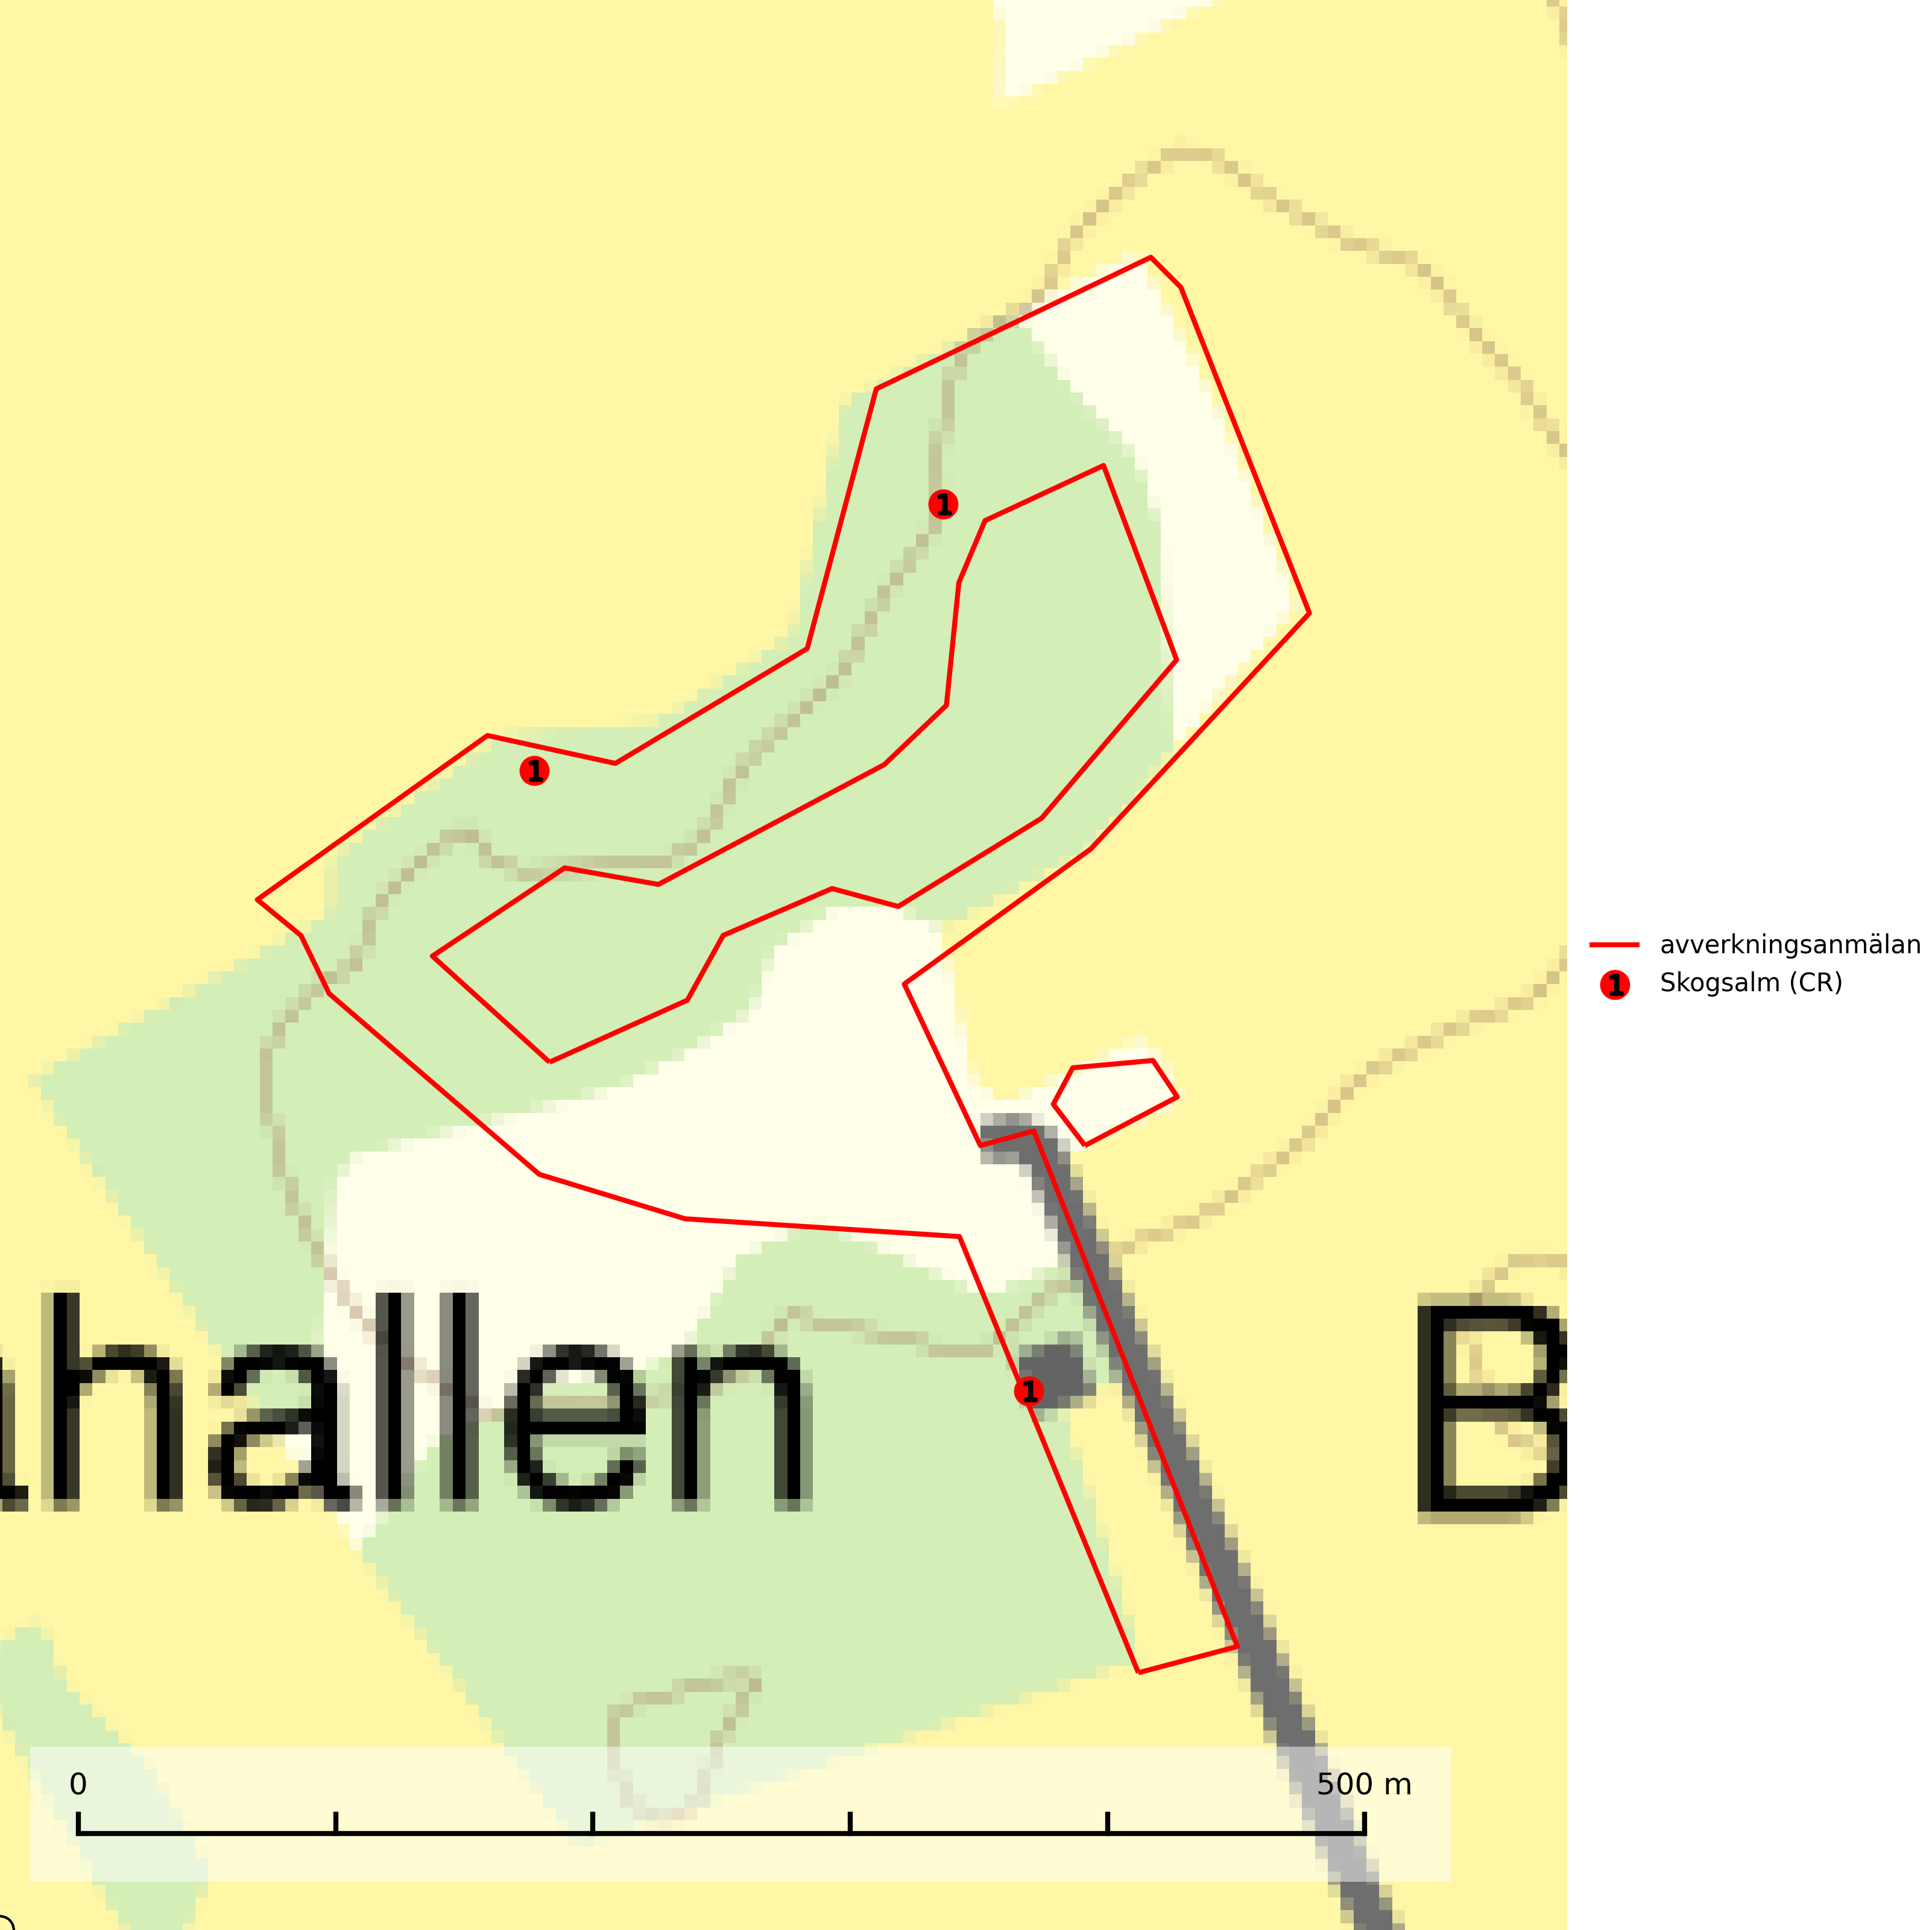 1
1
avverkningsanmälan
1 Skogsalm (CR)
1
hallen B
0 500 m